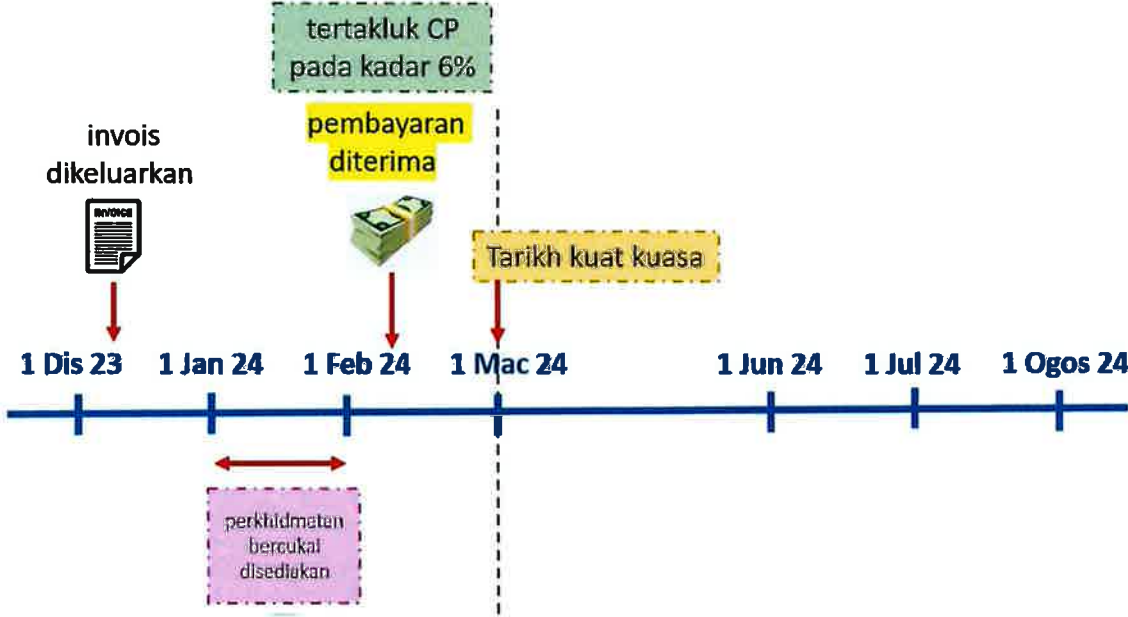 tertakluk CP
pada kadar 6%
pembayaran
diterima
invois
dikeluarkan
INVOICE
Tarikh kuat kuasa
1 Dis 23
1 Jan 24
1 Feb 24
1 Mac 24
1 Jun 24
1 Jul 24
1 Ogos 24
perkhidmatan
bercukai
disediakan